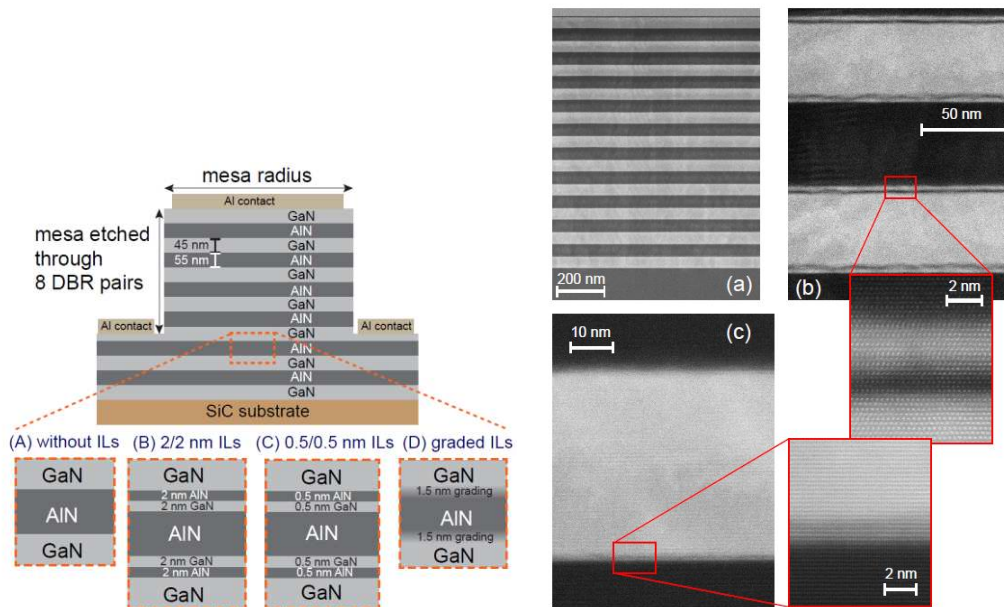 mesa radius
Al contact
GaN
AlN
mesa etched
through
8 DBR pairs
45 nm
GaN
55 nm
AlN
GaN
AlN
GaN
AlN
Al contact
GaN
Al contact
AlN
GaN
AlN
GaN
SiC substrate
(A) without ILs
(B) 2/2 nm ILs
(C) 0.5/0.5 nm ILs
(D) graded ILs
GaN
AlN
GaN
GaN
2 nm AlN
2 nm GaN
AlN
2 nm GaN
2 nm AlN
GaN
GaN
0.5 nm AlN
0.5 nm GaN
AlN
0.5 nm GaN
0.5 nm AlN
GaN
GaN
1.5 nm grading
AlN
1.5 nm grading
GaN
200 nm
(a)
50 nm
(b)
2 nm
10 nm
(c)
2 nm